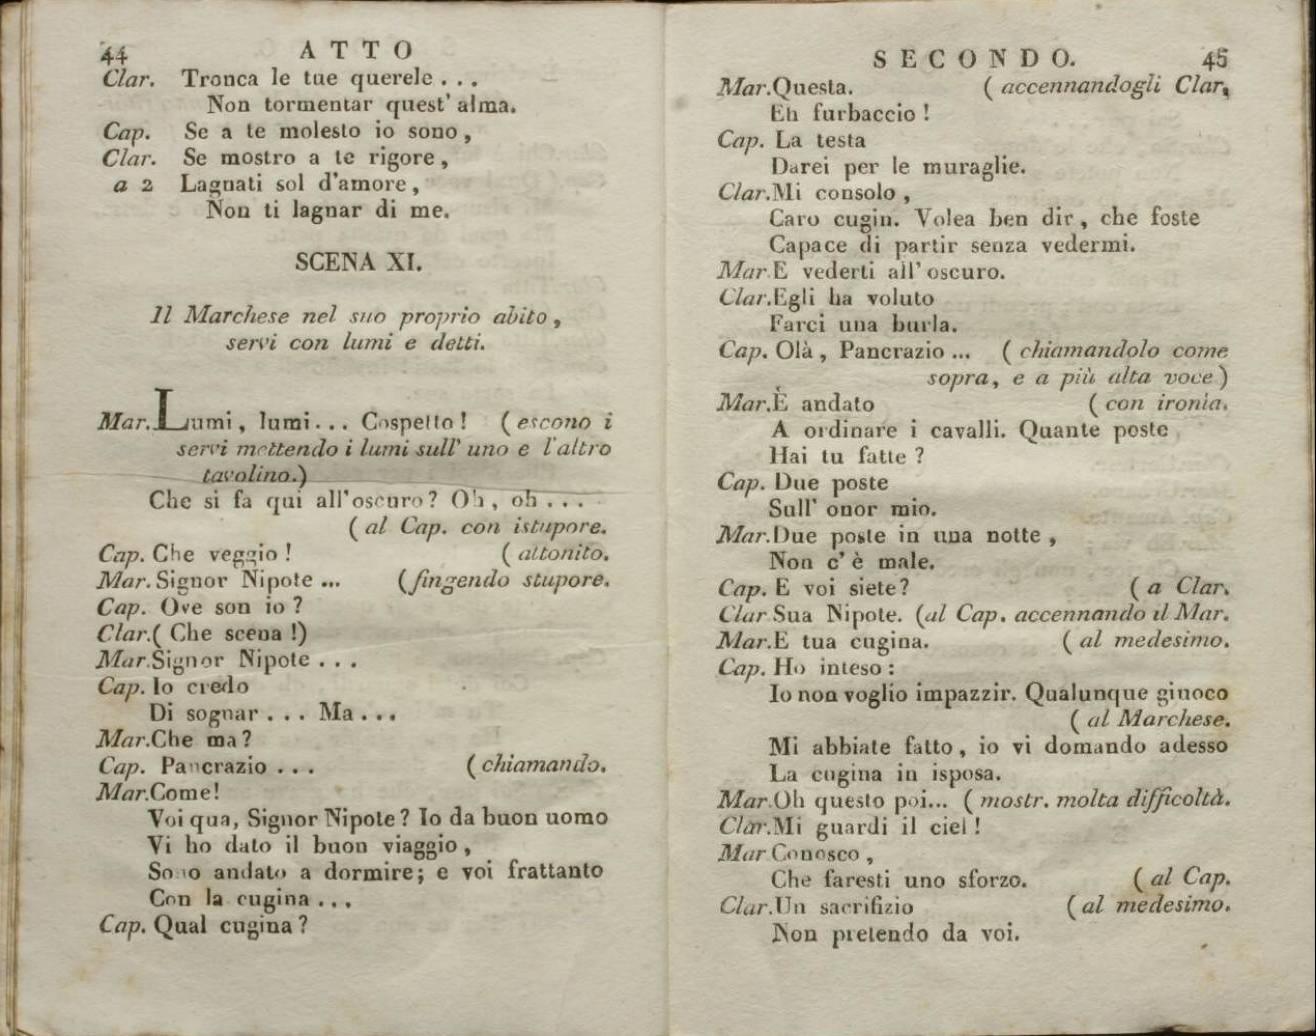 44 ATTO
Clar. Tronca le tue querele . . .
Non tormentar quest' alma.
Cap. Se a te molesto io sono ,
Clar. Se mostro a te rigore ,
a 2 Lagnati sol d'amore ,
Non ti lagnar di me.
SCENA XI.
Il Marchese nel suo proprio abito ,
servi con lumi e detti.
Mar. Lumi , lumi . . . Cospetto ! ( escono i
servi mettendo i lumi sull' uno e l'altro
tavolino.)
Che si fa qui all'oscuro ? Oh , oh . . .
( al Cap. con istupore.
Cap. Che veggio ! ( attonito.
Mar. Signor Nipote ... (fingendo stupore.
Cap. Ove son io ?
Clar.( Che scena !)
Mar.Signor Nipote . . .
Cap. Io credo
Di sognar . . . Ma . . .
Mar.Che ma ?
Cap. Pancrazio . . . ( chiamando.
Mar.Come!
Voi qua, Signor Nipote ? Io da buon uomo
Vi ho dato il buon viaggio ,
Sono andato a dormire; e voi frattanto
Con la cugina . . .
Cap. Qual cugina ?
SECONDO. 45
Mar.Questa. ( accennandogli Clar.
Eh furbaccio !
Cap. La testa
Darei per le muraglie.
Clar.Mi consolo ,
Caro cugin. Volea ben dir , che foste
Capace di partir senza vedermi.
Mar.E vederti all' oscuro.
Clar.Egli ha voluto
Farci una burla.
Cap. Olà , Pancrazio ... ( chiamandolo come
sopra, e a più alta voce )
Mar.È andato ( con ironia.
A ordinare i cavalli. Quante poste
Hai tu fatte ?
Cap. Due poste
Sull' onor mio.
Mar.Due poste in una notte ,
Non c' è male.
Cap. E voi siete? ( a Clar.
Clar Sua Nipote. (al Cap. accennando il Mar.
Mar.E tua cugina. ( al medesimo.
Cap. Ho inteso :
Io non voglio impazzir. Qualunque giuoco
( al Marchese.
Mi abbiate fatto , io vi domando adesso
La cugina in isposa.
Mar.Oh questo poi... ( mostr. molta difficoltà.
Clar.Mi guardi il ciel !
Mar Conosco ,
Che faresti uno sforzo. ( al Cap.
Clar.Un sacrifizio ( al medesimo.
Non pretendo da voi.